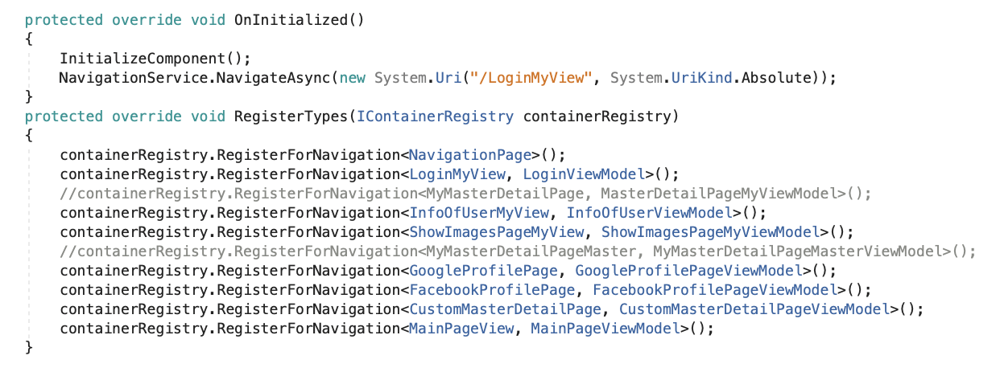 protected override void OnInitialized()
{
    InitializeComponent();
    NavigationService.NavigateAsync(new System.Uri("/LoginMyView", System.UriKind.Absolute));
}
protected override void RegisterTypes(IContainerRegistry containerRegistry)
{
    containerRegistry.RegisterForNavigation<NavigationPage>();
    containerRegistry.RegisterForNavigation<LoginMyView, LoginViewModel>();
    //containerRegistry.RegisterForNavigation<MyMasterDetailPage, MasterDetailPageMyViewModel>();
    containerRegistry.RegisterForNavigation<InfoOfUserMyView, InfoOfUserViewModel>();
    containerRegistry.RegisterForNavigation<ShowImagesPageMyView, ShowImagesPageMyViewModel>();
    //containerRegistry.RegisterForNavigation<MyMasterDetailPageMaster, MyMasterDetailPageMasterViewModel>();
    containerRegistry.RegisterForNavigation<GoogleProfilePage, GoogleProfilePageViewModel>();
    containerRegistry.RegisterForNavigation<FacebookProfilePage, FacebookProfilePageViewModel>();
    containerRegistry.RegisterForNavigation<CustomMasterDetailPage, CustomMasterDetailPageViewModel>();
    containerRegistry.RegisterForNavigation<MainPageView, MainPageViewModel>();
}